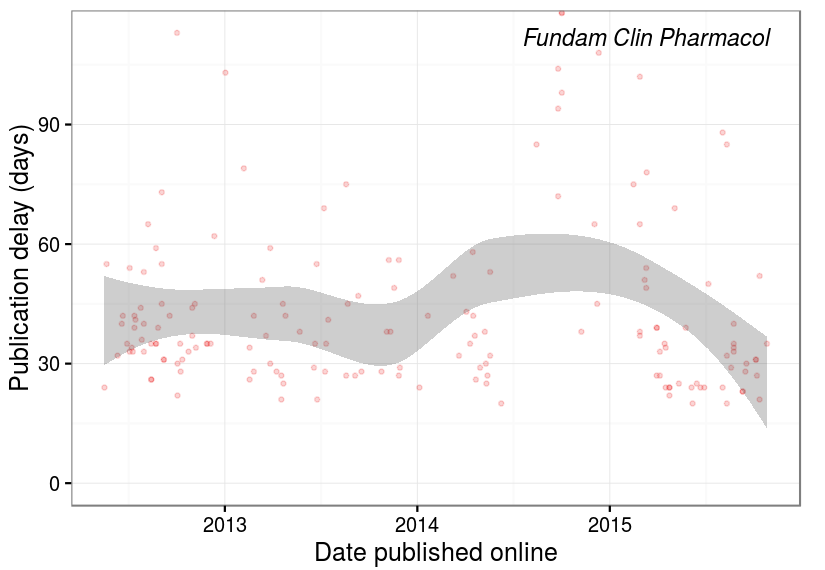 Fundam Clin Pharmacol
Publication delay (days)
90
60
30
0
2013 2014 2015
Date published online